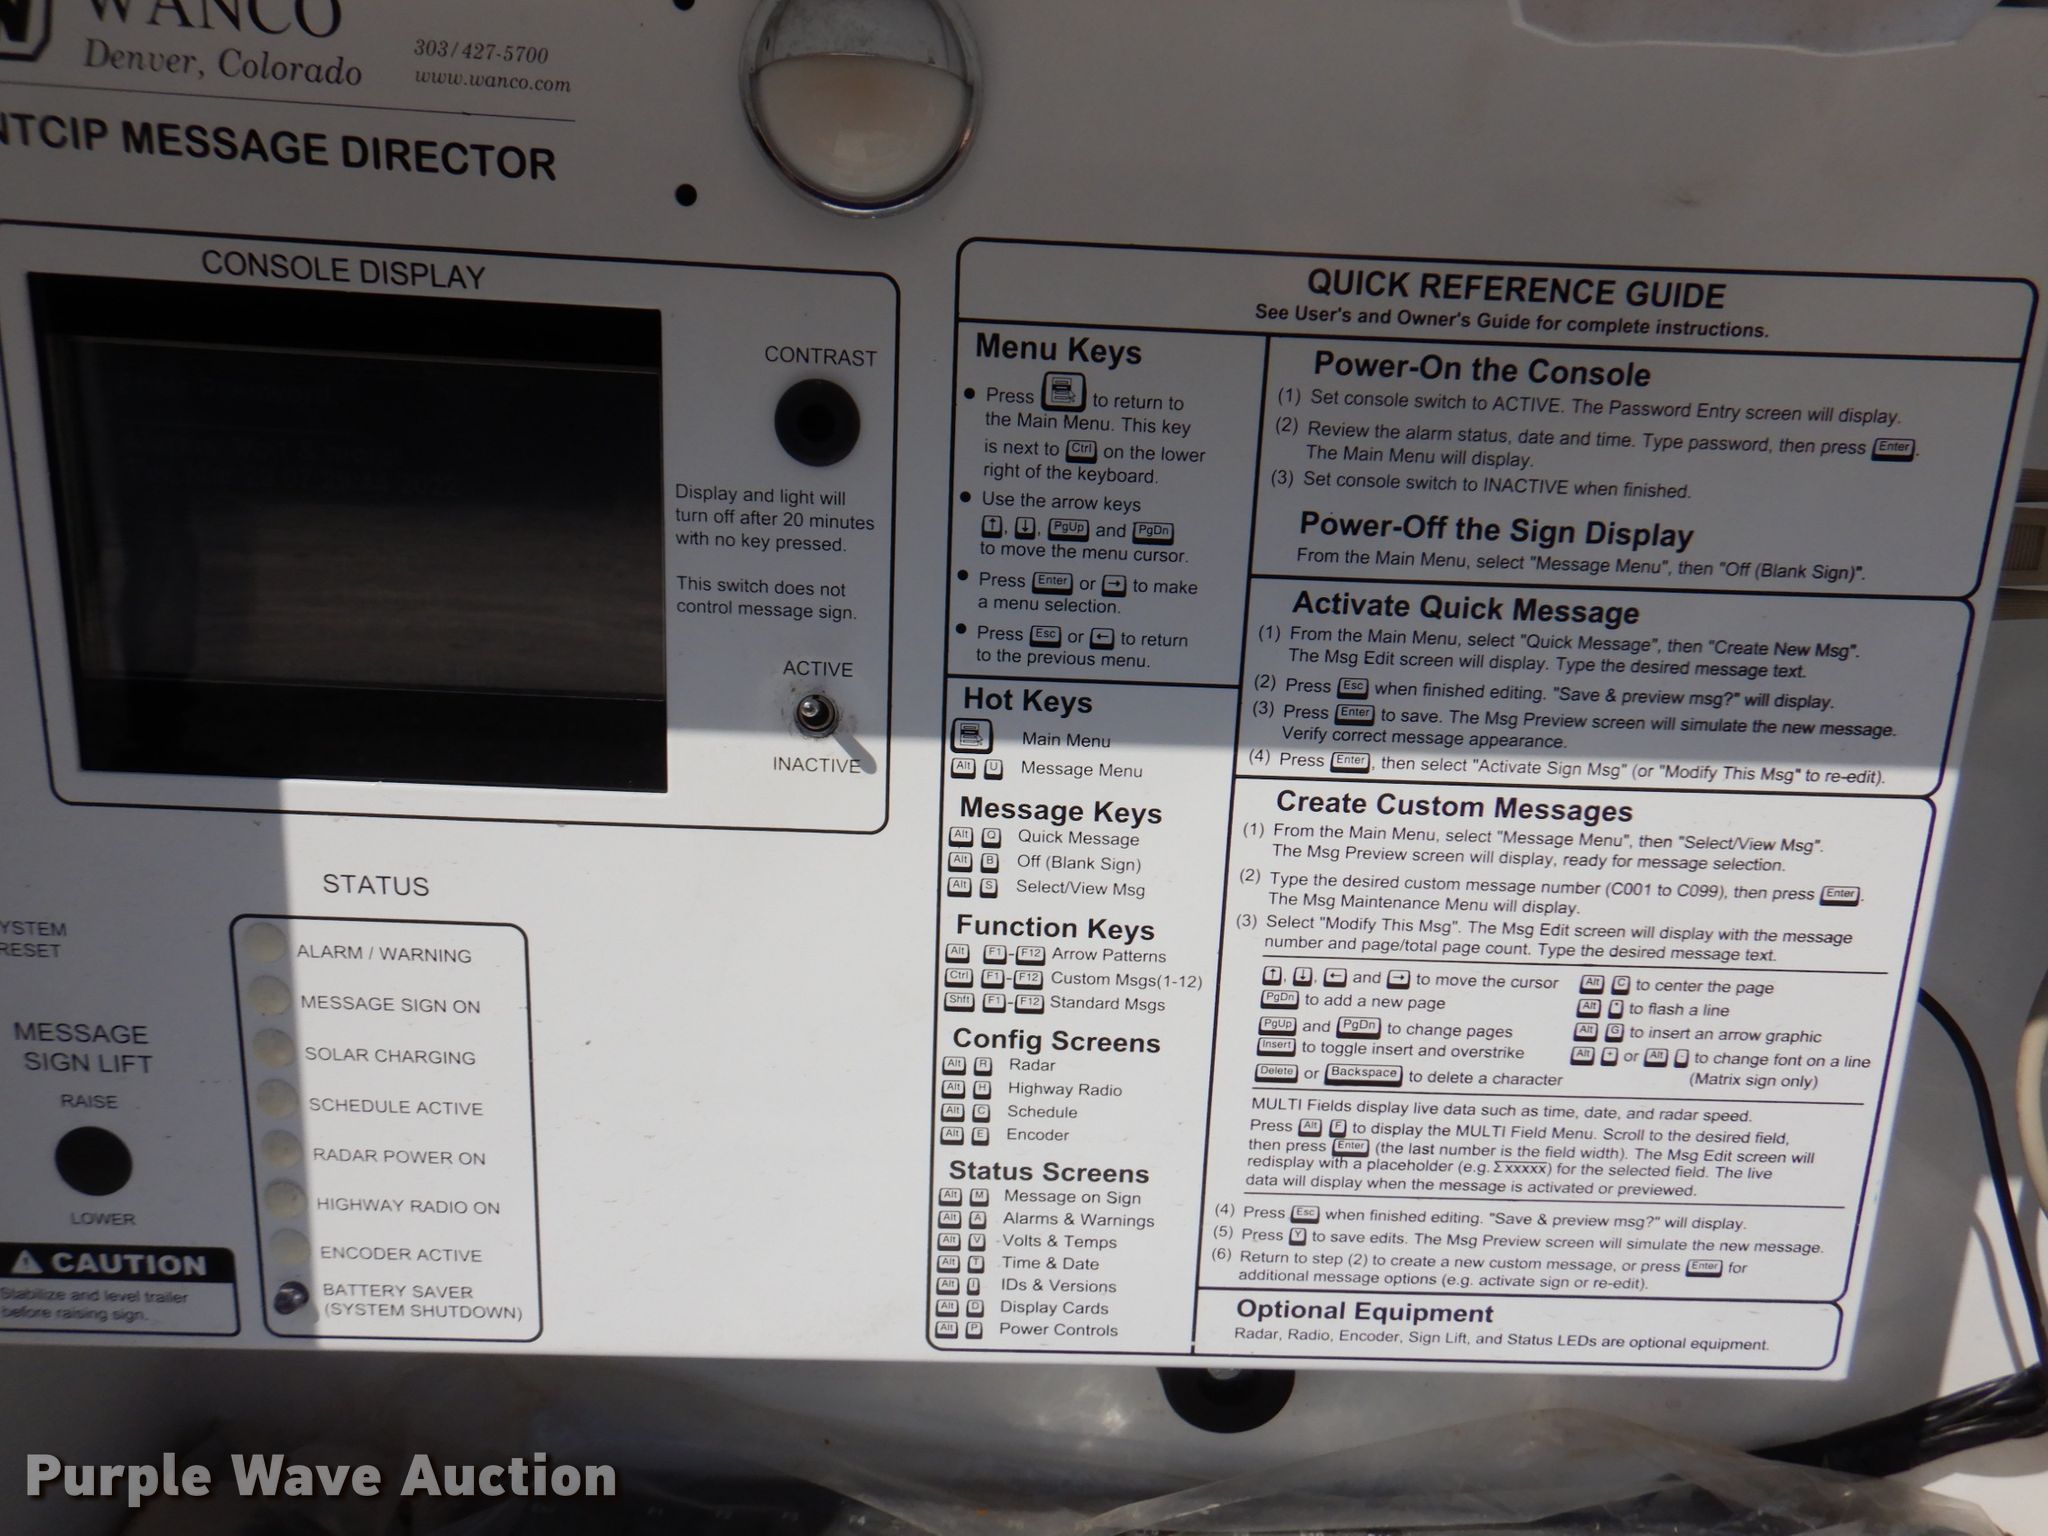 WANCO
Denver, Colorado
303/427-5700
www.wanco.com
NTCIP MESSAGE DIRECTOR
CONSOLE DISPLAY
CONTRAST
Display and light will
turn off after 20 minutes
with no key pressed.
This switch does not
control message sign.
ACTIVE
INACTIVE
STATUS
ALARM / WARNING
MESSAGE SIGN ON
SOLAR CHARGING
SCHEDULE ACTIVE
RADAR POWER ON
HIGHWAY RADIO ON
ENCODER ACTIVE
BATTERY SAVER
(SYSTEM SHUTDOWN)
YSTEM
RESET
MESSAGE
SIGN LIFT
RAISE
LOWER
CAUTION
Stabilize and level trailer
before raising sign.
QUICK REFERENCE GUIDE
See User's and Owner's Guide for complete instructions.
Menu Keys
• Press to return to
the Main Menu. This key
is next to Ctrl on the lower
right of the keyboard.
• Use the arrow keys
↑, ↓, PgUp and PgDn
to move the menu cursor.
• Press Enter or → to make
a menu selection.
• Press Esc or ← to return
to the previous menu.
Hot Keys
Main Menu
Alt U Message Menu
Message Keys
Alt Q Quick Message
Alt B Off (Blank Sign)
Alt S Select/View Msg
Function Keys
Alt F1-F12 Arrow Patterns
Ctrl F1-F12 Custom Msgs(1-12)
Shft F1-F12 Standard Msgs
Config Screens
Alt R Radar
Alt H Highway Radio
Alt C Schedule
Alt E Encoder
Status Screens
Alt M Message on Sign
Alt A Alarms & Warnings
Alt V Volts & Temps
Alt T Time & Date
Alt I IDs & Versions
Alt D Display Cards
Alt P Power Controls
Power-On the Console
(1) Set console switch to ACTIVE. The Password Entry screen will display.
(2) Review the alarm status, date and time. Type password, then press Enter.
The Main Menu will display.
(3) Set console switch to INACTIVE when finished.
Power-Off the Sign Display
From the Main Menu, select "Message Menu", then "Off (Blank Sign)".
Activate Quick Message
(1) From the Main Menu, select "Quick Message", then "Create New Msg".
The Msg Edit screen will display. Type the desired message text.
(2) Press Esc when finished editing. "Save & preview msg?" will display.
(3) Press Enter to save. The Msg Preview screen will simulate the new message.
Verify correct message appearance.
(4) Press Enter, then select "Activate Sign Msg" (or "Modify This Msg" to re-edit).
Create Custom Messages
(1) From the Main Menu, select "Message Menu", then "Select/View Msg".
The Msg Preview screen will display, ready for message selection.
(2) Type the desired custom message number (C001 to C099), then press Enter.
The Msg Maintenance Menu will display.
(3) Select "Modify This Msg". The Msg Edit screen will display with the message
number and page/total page count. Type the desired message text.
↑, ↓, ← and → to move the cursor
PgDn to add a new page
PgUp and PgDn to change pages
Insert to toggle insert and overstrike
Delete or Backspace to delete a character
Alt C to center the page
Alt * to flash a line
Alt G to insert an arrow graphic
Alt + or Alt - to change font on a line
(Matrix sign only)
MULTI Fields display live data such as time, date, and radar speed.
Press Alt F to display the MULTI Field Menu. Scroll to the desired field,
then press Enter (the last number is the field width). The Msg Edit screen will
redisplay with a placeholder (e.g. Σxxxxx) for the selected field. The live
data will display when the message is activated or previewed.
(4) Press Esc when finished editing. "Save & preview msg?" will display.
(5) Press Y to save edits. The Msg Preview screen will simulate the new message.
(6) Return to step (2) to create a new custom message, or press Enter for
additional message options (e.g. activate sign or re-edit).
Optional Equipment
Radar, Radio, Encoder, Sign Lift, and Status LEDs are optional equipment.
Purple Wave Auction